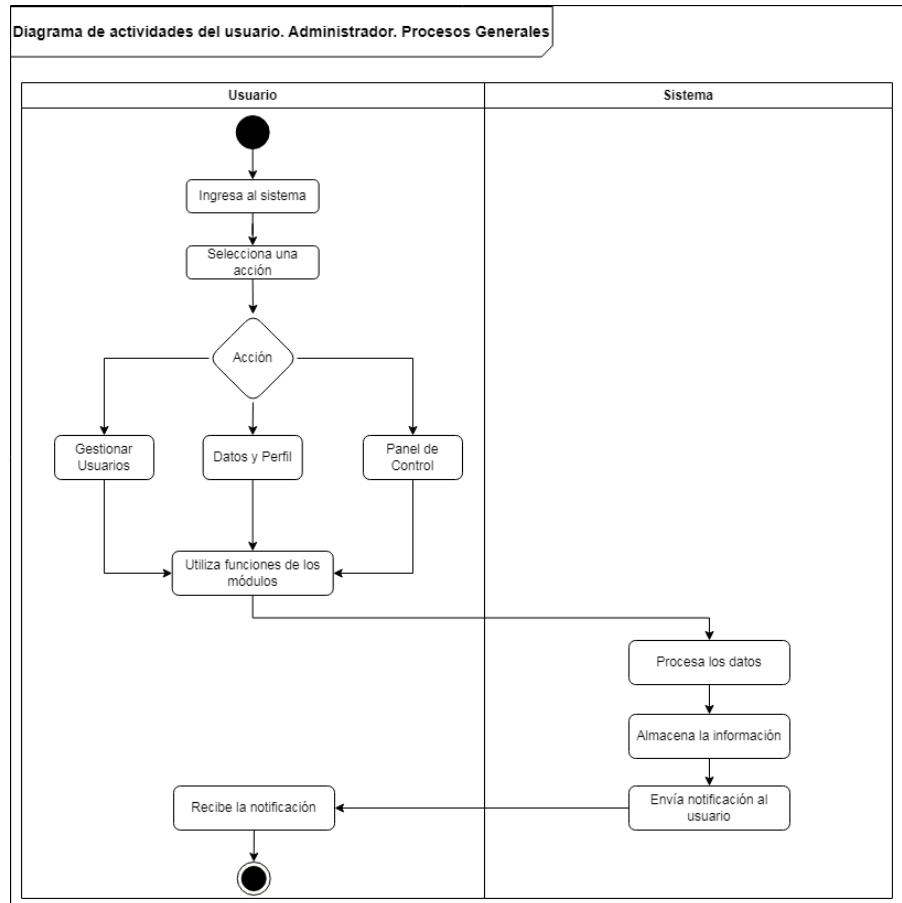 Diagrama de actividades del usuario. Administrador. Procesos Generales
Usuario
Sistema
Ingresa al sistema
Selecciona una
acción
Acción
Gestionar
Usuarios
Datos y Perfil
Panel de
Control
Utiliza funciones de los
módulos
Procesa los datos
Almacena la información
Envía notificación al
usuario
Recibe la notificación